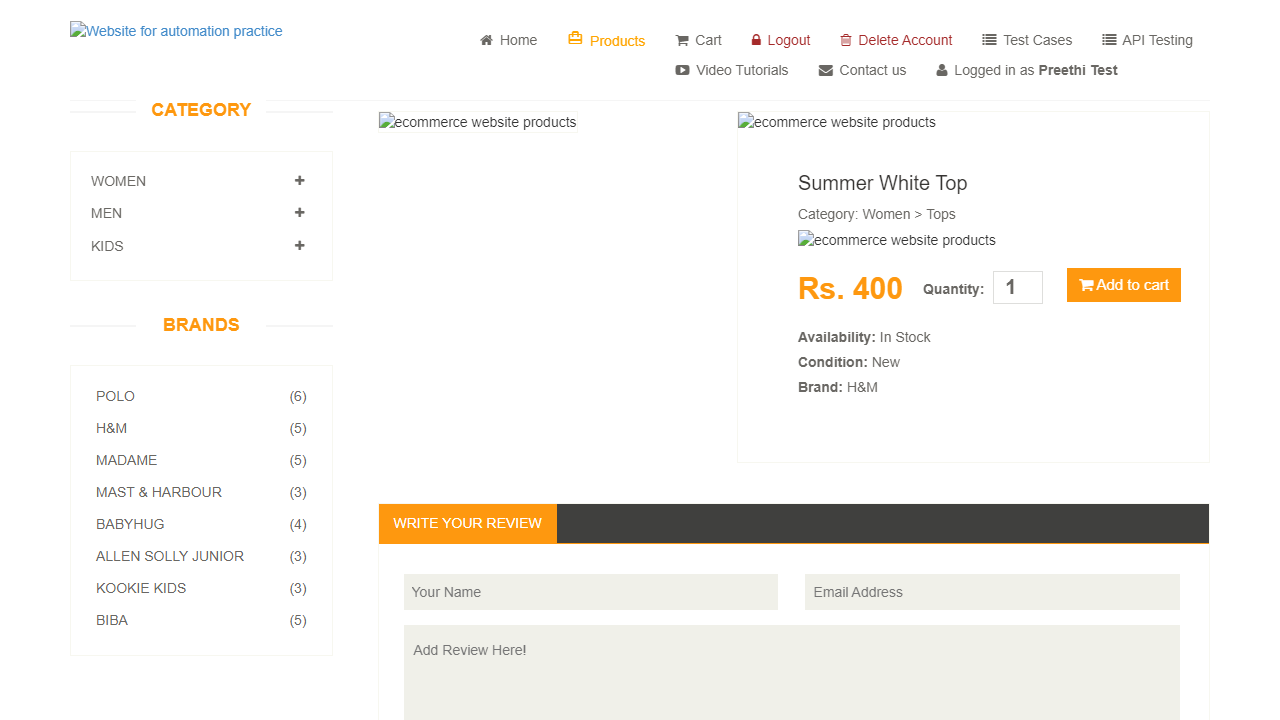 Website for automation practice
Home
Products
Cart
Logout
Delete Account
Test Cases
API Testing
Video Tutorials
Contact us
Logged in as Preethi Test
CATEGORY
WOMEN
MEN
KIDS
BRANDS
POLO (6)
H&M (5)
MADAME (5)
MAST & HARBOUR (3)
BABYHUG (4)
ALLEN SOLLY JUNIOR (3)
KOOKIE KIDS (3)
BIBA (5)
ecommerce website products
ecommerce website products
Summer White Top
Category: Women > Tops
ecommerce website products
Rs. 400 Quantity: 1 Add to cart
Availability: In Stock
Condition: New
Brand: H&M
WRITE YOUR REVIEW
Your Name
Email Address
Add Review Here!